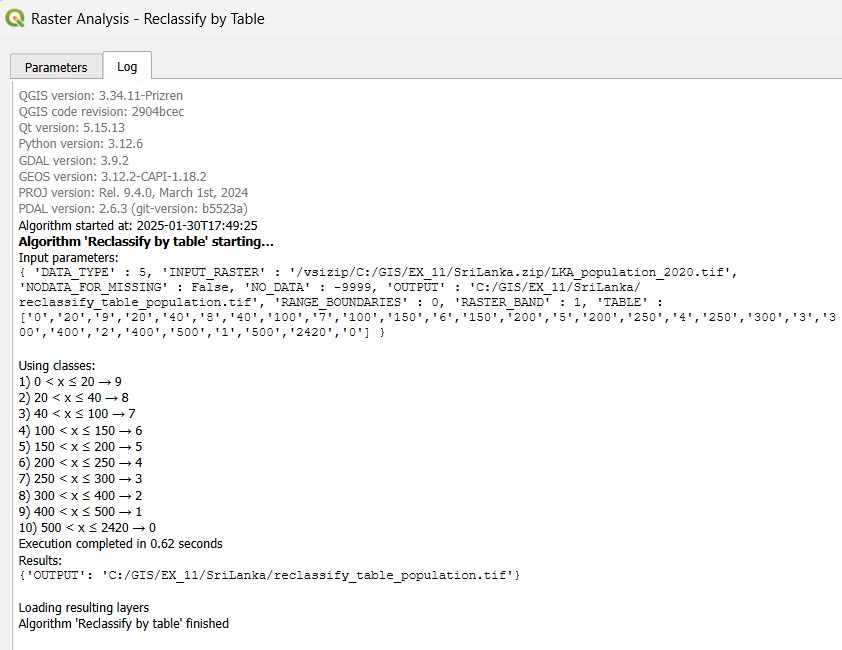 Raster Analysis - Reclassify by Table
Parameters
Log
QGIS version: 3.34.11-Prizren
QGIS code revision: 2904bcec
Qt version: 5.15.13
Python version: 3.12.6
GDAL version: 3.9.2
GEOS version: 3.12.2-CAPI-1.18.2
PROJ version: Rel. 9.4.0, March 1st, 2024
PDAL version: 2.6.3 (git-version: b5523a)
Algorithm started at: 2025-01-30T17:49:25
Algorithm 'Reclassify by table' starting…
Input parameters:
{ 'DATA_TYPE' : 5, 'INPUT_RASTER' : '/vsizip/C:/GIS/EX_11/SriLanka.zip/LKA_population_2020.tif',
'NODATA_FOR_MISSING' : False, 'NO_DATA' : -9999, 'OUTPUT' : 'C:/GIS/EX_11/SriLanka/
reclassify_table_population.tif', 'RANGE_BOUNDARIES' : 0, 'RASTER_BAND' : 1, 'TABLE' :
['0','20','9','20','40','8','40','100','7','100','150','6','150','200','5','200','250','4','250','300','3','3
00','400','2','400','500','1','500','2420','0'] }
Using classes:
1) 0 < x ≤ 20 → 9
2) 20 < x ≤ 40 → 8
3) 40 < x ≤ 100 → 7
4) 100 < x ≤ 150 → 6
5) 150 < x ≤ 200 → 5
6) 200 < x ≤ 250 → 4
7) 250 < x ≤ 300 → 3
8) 300 < x ≤ 400 → 2
9) 400 < x ≤ 500 → 1
10) 500 < x ≤ 2420 → 0
Execution completed in 0.62 seconds
Results:
{'OUTPUT': 'C:/GIS/EX_11/SriLanka/reclassify_table_population.tif'}
Loading resulting layers
Algorithm 'Reclassify by table' finished